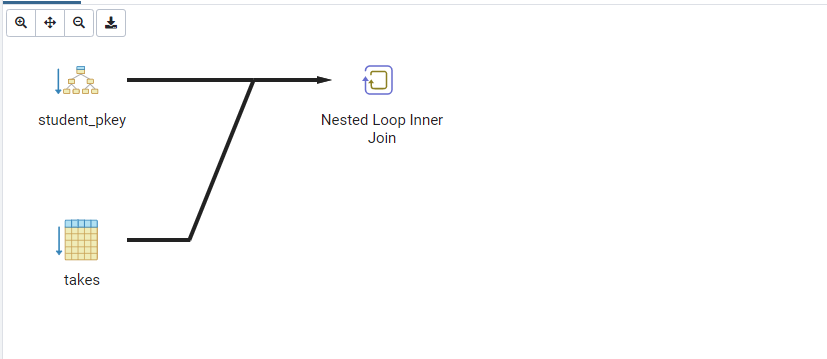 student_pkey
Nested Loop Inner
Join
takes